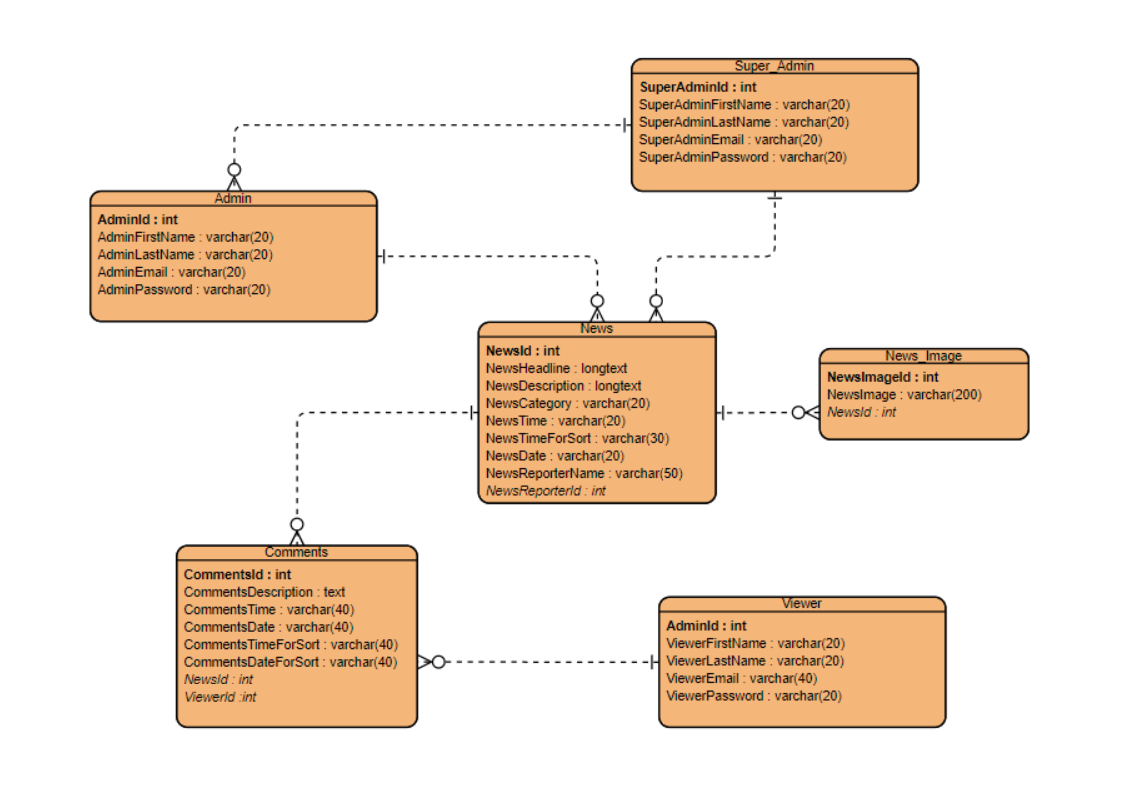 Super_Admin
SuperAdminId : int
SuperAdminFirstName : varchar(20)
SuperAdminLastName : varchar(20)
SuperAdminEmail : varchar(20)
SuperAdminPassword : varchar(20)
Admin
AdminId : int
AdminFirstName : varchar(20)
AdminLastName : varchar(20)
AdminEmail : varchar(20)
AdminPassword : varchar(20)
News
NewsId : int
NewsHeadline : longtext
NewsDescription : longtext
NewsCategory : varchar(20)
NewsTime : varchar(20)
NewsTimeForSort : varchar(30)
NewsDate : varchar(20)
NewsReporterName : varchar(50)
NewsReporterId : int
News_Image
NewsImageId : int
NewsImage : varchar(200)
NewsId : int
Comments
CommentsId : int
CommentsDescription : text
CommentsTime : varchar(40)
CommentsDate : varchar(40)
CommentsTimeForSort : varchar(40)
CommentsDateForSort : varchar(40)
NewsId : int
ViewerId :int
Viewer
AdminId : int
ViewerFirstName : varchar(20)
ViewerLastName : varchar(20)
ViewerEmail : varchar(40)
ViewerPassword : varchar(20)